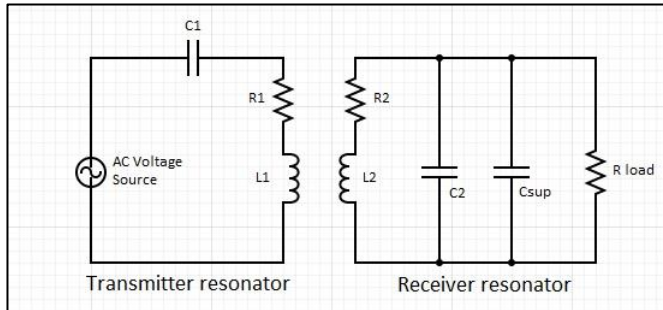 C1
R1
R2
AC Voltage
Source
L1
L2
C2
Csup
R load
Transmitter resonator
Receiver resonator